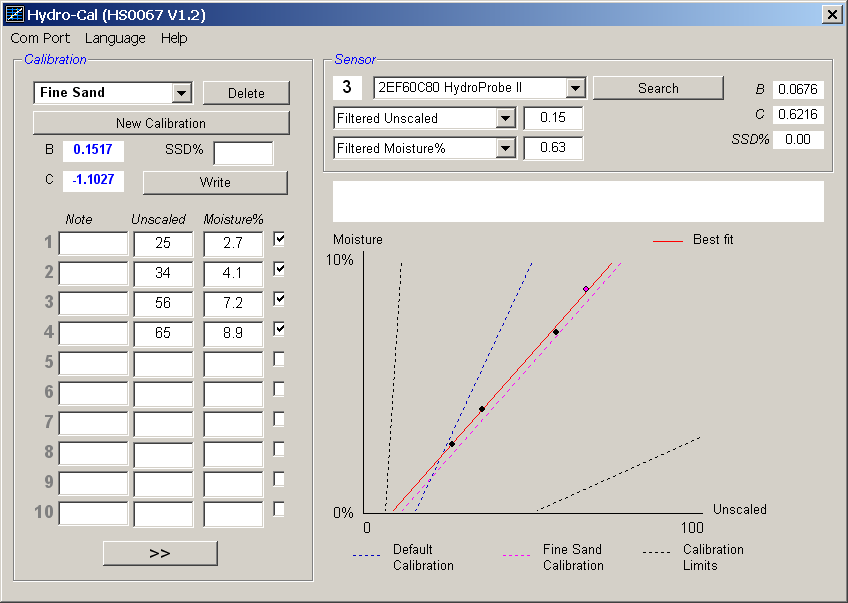 Hydro-Cal (HS0067 V1.2)
Com Port Language Help
Calibration
Fine Sand Delete
New Calibration
B 0.1517 SSD%
C -1.1027 Write
Note Unscaled Moisture%
1 25 2.7
2 34 4.1
3 56 7.2
4 65 8.9
5
6
7
8
9
10
>>
Sensor
3 2EF60C80 HydroProbe II Search
Filtered Unscaled 0.15
Filtered Moisture% 0.63
B 0.0676
C 0.6216
SSD% 0.00
Moisture
Best fit
10%
0%
0 100
Unscaled
Default
Calibration
Fine Sand
Calibration
Calibration
Limits